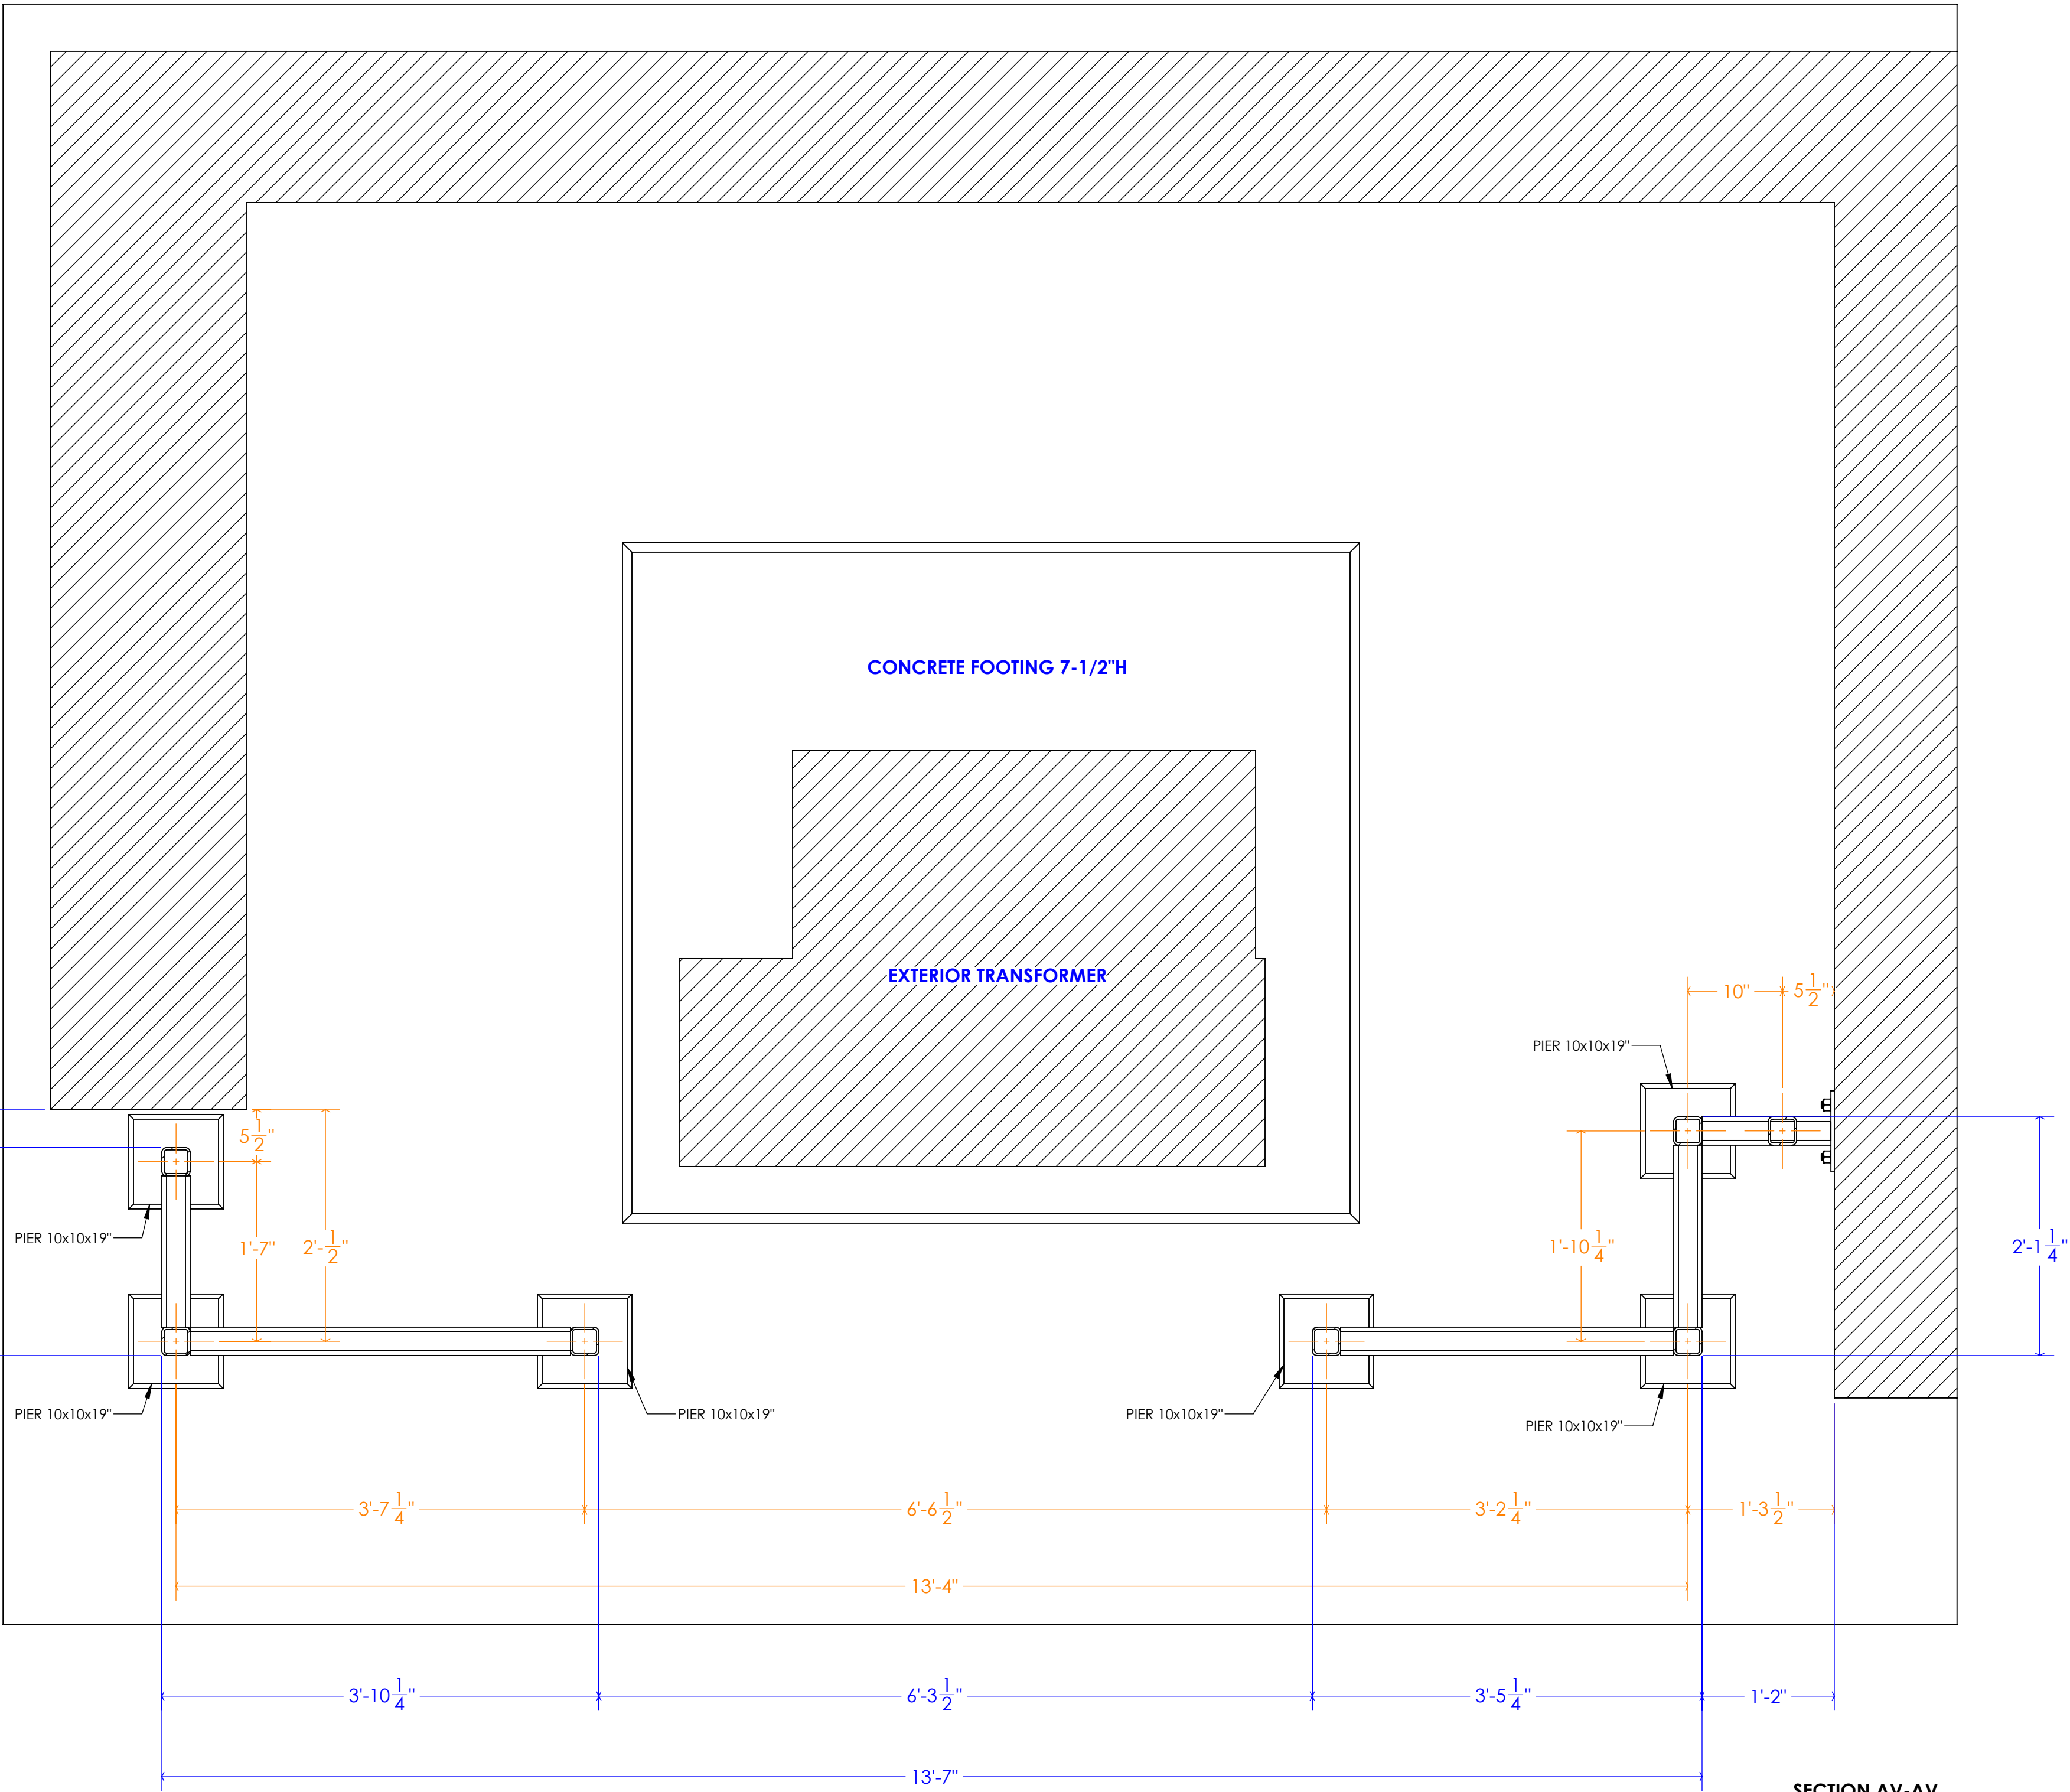 CONCRETE FOOTING 7-1/2"H
EXTERIOR TRANSFORMER
10" 5 1/2"
PIER 10x10x19"
5 1/2"
PIER 10x10x19"
1'-7" 2'-1/2"
1'-10 1/4"
2'-1 1/4"
PIER 10x10x19"
PIER 10x10x19"
PIER 10x10x19"
PIER 10x10x19"
3'-7 1/4" 6'-6 1/2" 3'-2 1/4" 1'-3 1/2"
13'-4"
3'-10 1/4" 6'-3 1/2" 3'-5 1/4" 1'-2"
13'-7"
SECTION AV-AV